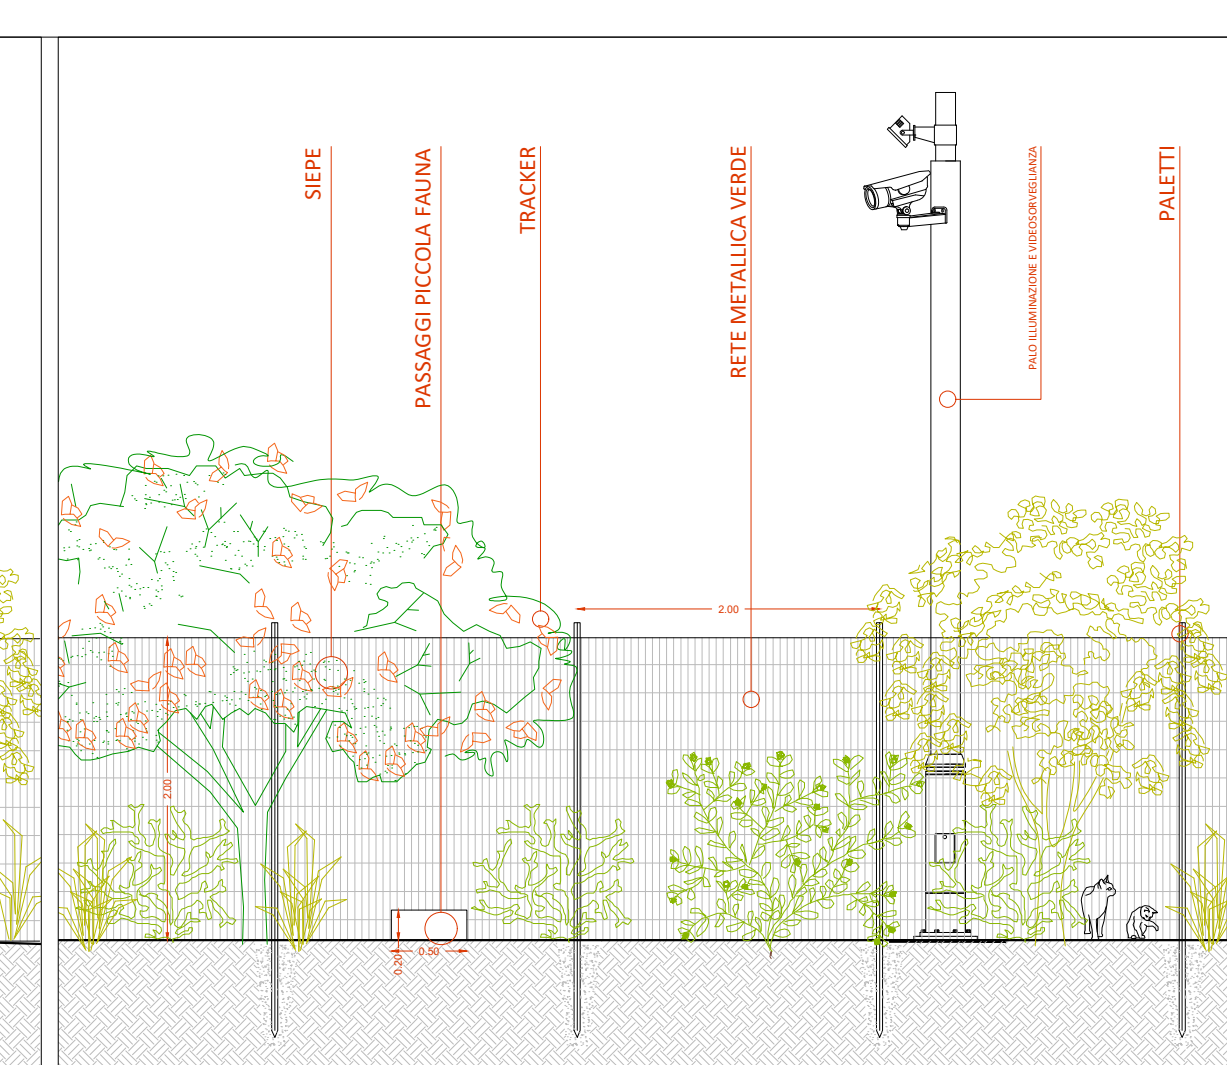 SIEPE
PASSAGGI PICCOLA FAUNA
TRACKER
RETE METALLICA VERDE
PALO ILLUMINAZIONE E VIDEOSORVEGLIANZA
PALETTI
2.00
2.00
0.20
0.50